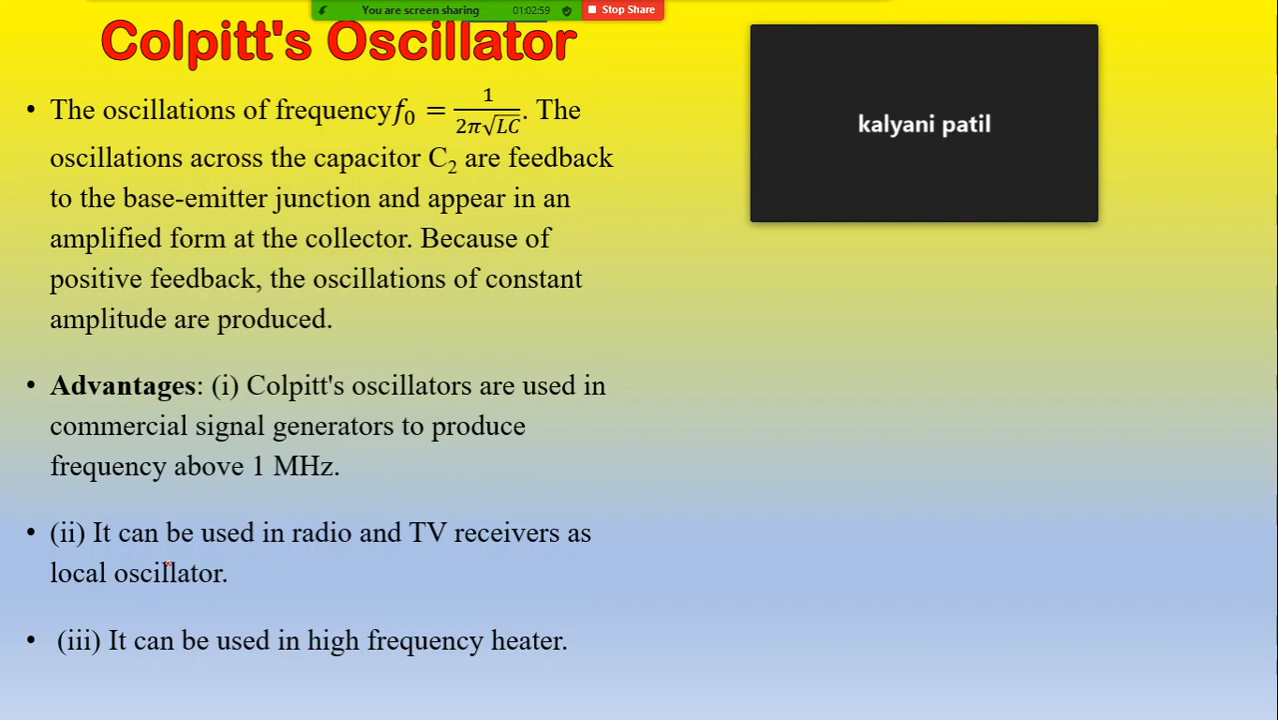 You are screen sharing 01:02:59 Stop Share
Colpitt's Oscillator
kalyani patil
• The oscillations of frequency f₀ = 1/(2π√LC). The
oscillations across the capacitor C₂ are feedback
to the base-emitter junction and appear in an
amplified form at the collector. Because of
positive feedback, the oscillations of constant
amplitude are produced.
• Advantages: (i) Colpitt's oscillators are used in
commercial signal generators to produce
frequency above 1 MHz.
• (ii) It can be used in radio and TV receivers as
local oscillator.
• (iii) It can be used in high frequency heater.